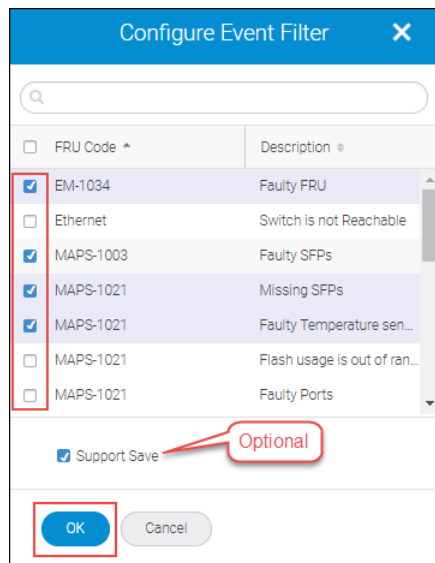 Configure Event Filter
FRU Code Description
EM-1034 Faulty FRU
Ethernet Switch is not Reachable
MAPS-1003 Faulty SFPs
MAPS-1021 Missing SFPs
MAPS-1021 Faulty Temperature sen...
MAPS-1021 Flash usage is out of ran...
MAPS-1021 Faulty Ports
Optional
Support Save
OK Cancel